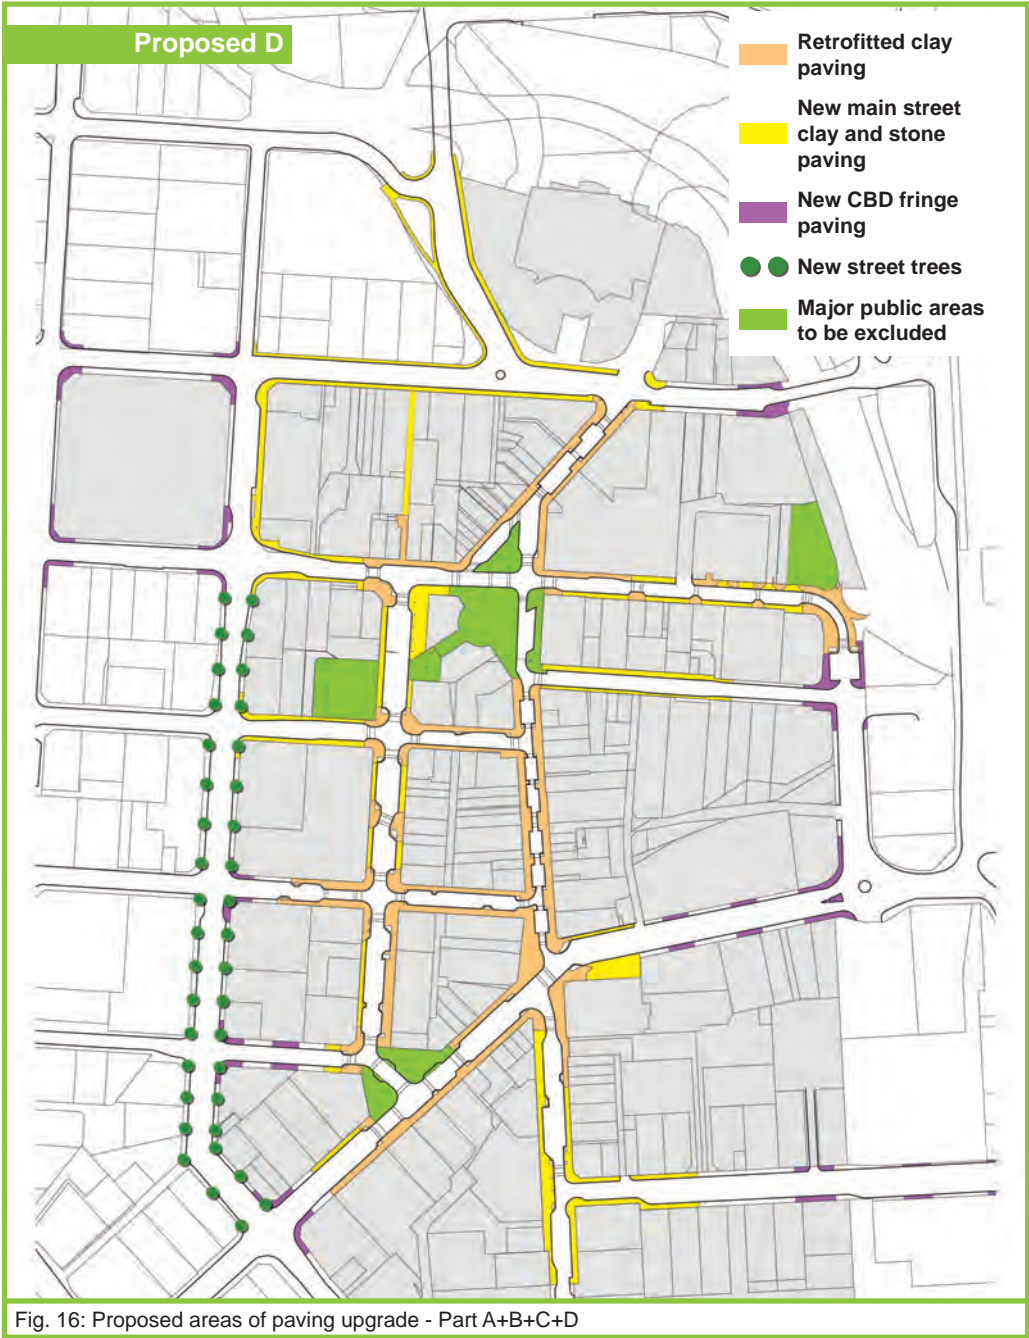 Proposed D
Retrofitted clay
paving
New main street
clay and stone
paving
New CBD fringe
paving
New street trees
Major public areas
to be excluded
Fig. 16: Proposed areas of paving upgrade - Part A+B+C+D